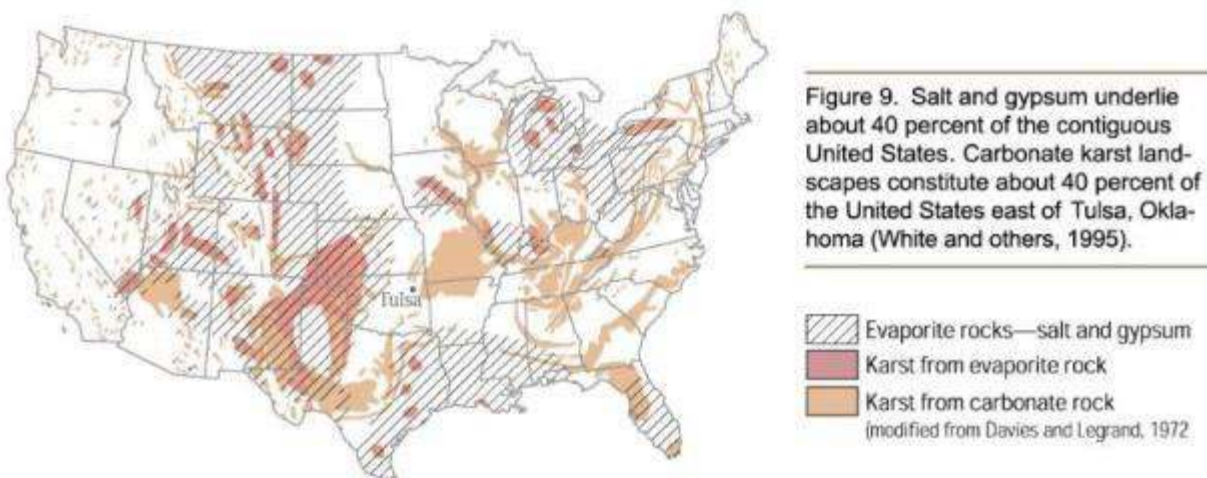 Figure 9. Salt and gypsum underlie
about 40 percent of the contiguous
United States. Carbonate karst land-
scapes constitute about 40 percent of
the United States east of Tulsa, Okla-
homa (White and others, 1995).
Tulsa
Evaporite rocks—salt and gypsum
Karst from evaporite rock
Karst from carbonate rock
(modified from Davies and Legrand, 1972